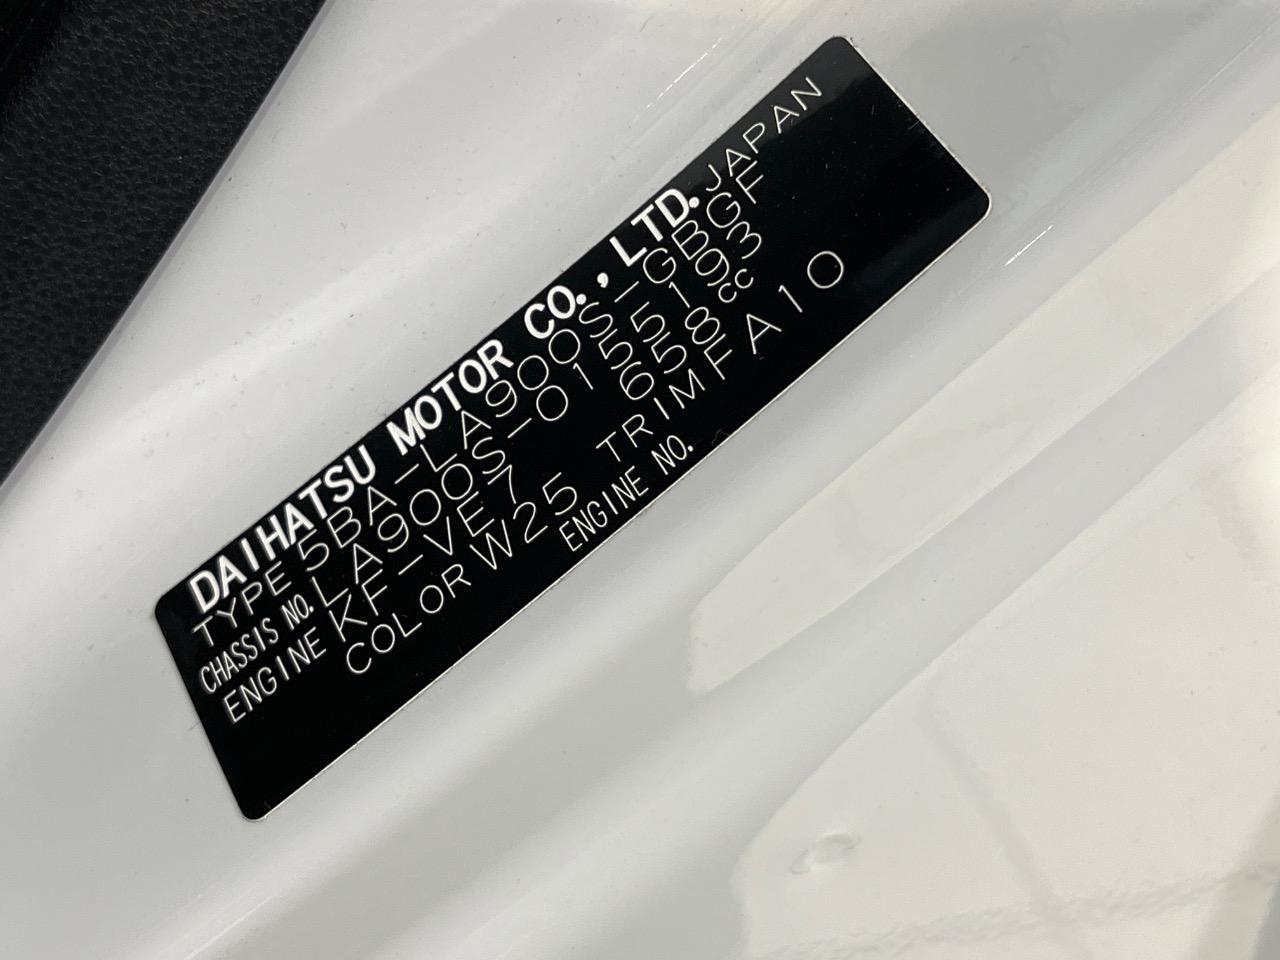 DAIHATSU MOTOR CO., LTD. JAPAN
TYPE 5BA-LA900S-GBGF
CHASSIS NO. LA900S-0155193
ENGINE KF-VE7 658 cc
COLOR W25 TRIM FA10
ENGINE NO.